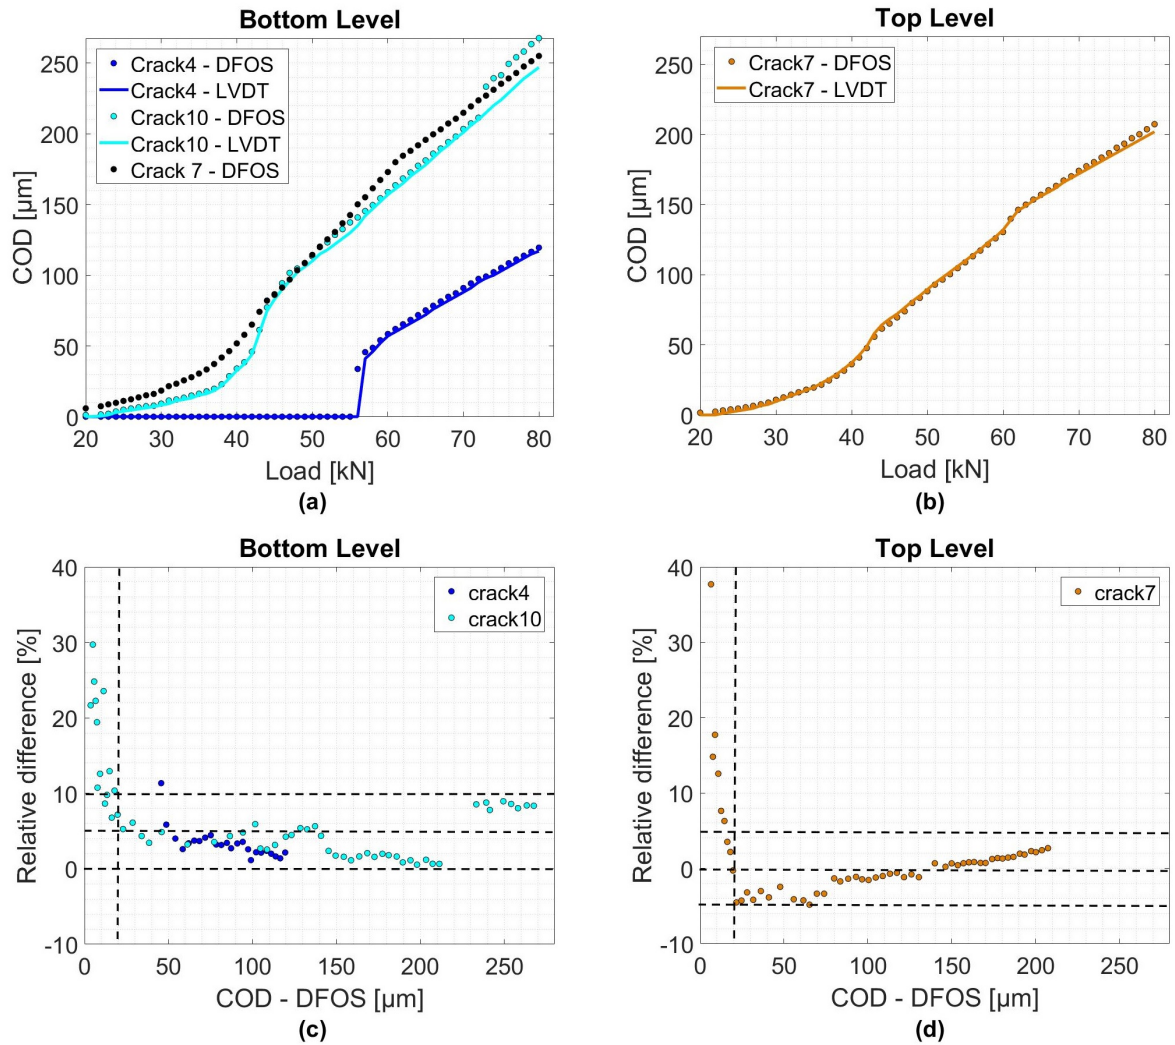 Bottom Level
250
200
150
100
50
0
COD [µm]
Crack4 - DFOS
Crack4 - LVDT
Crack10 - DFOS
Crack10 - LVDT
Crack 7 - DFOS
20 30 40 50 60 70 80
Load [kN]
(a)
Top Level
250
200
150
100
50
0
COD [µm]
Crack7 - DFOS
Crack7 - LVDT
20 30 40 50 60 70 80
Load [kN]
(b)
Bottom Level
40
30
20
10
0
-10
Relative difference [%]
crack4
crack10
0 50 100 150 200 250
COD - DFOS [µm]
(c)
Top Level
40
30
20
10
0
-10
Relative difference [%]
crack7
0 50 100 150 200 250
COD - DFOS [µm]
(d)